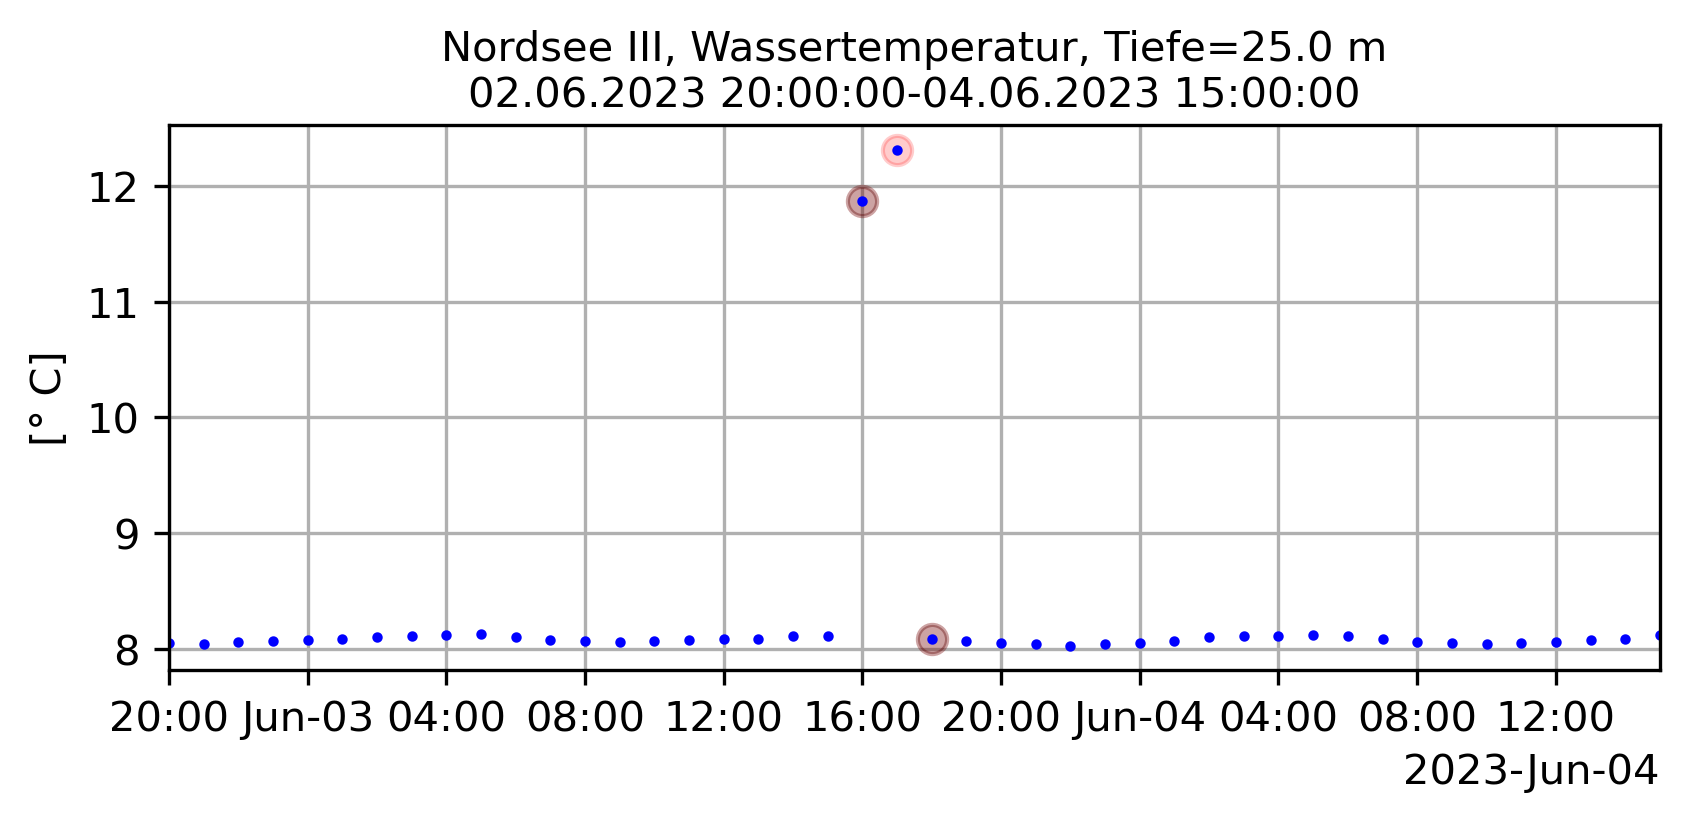 Nordsee III, Wassertemperatur, Tiefe=25.0 m
02.06.2023 20:00:00-04.06.2023 15:00:00
12
11
[° C]
10
9
8
20:00 Jun-03 04:00 08:00 12:00 16:00 20:00 Jun-04 04:00 08:00 12:00
2023-Jun-04